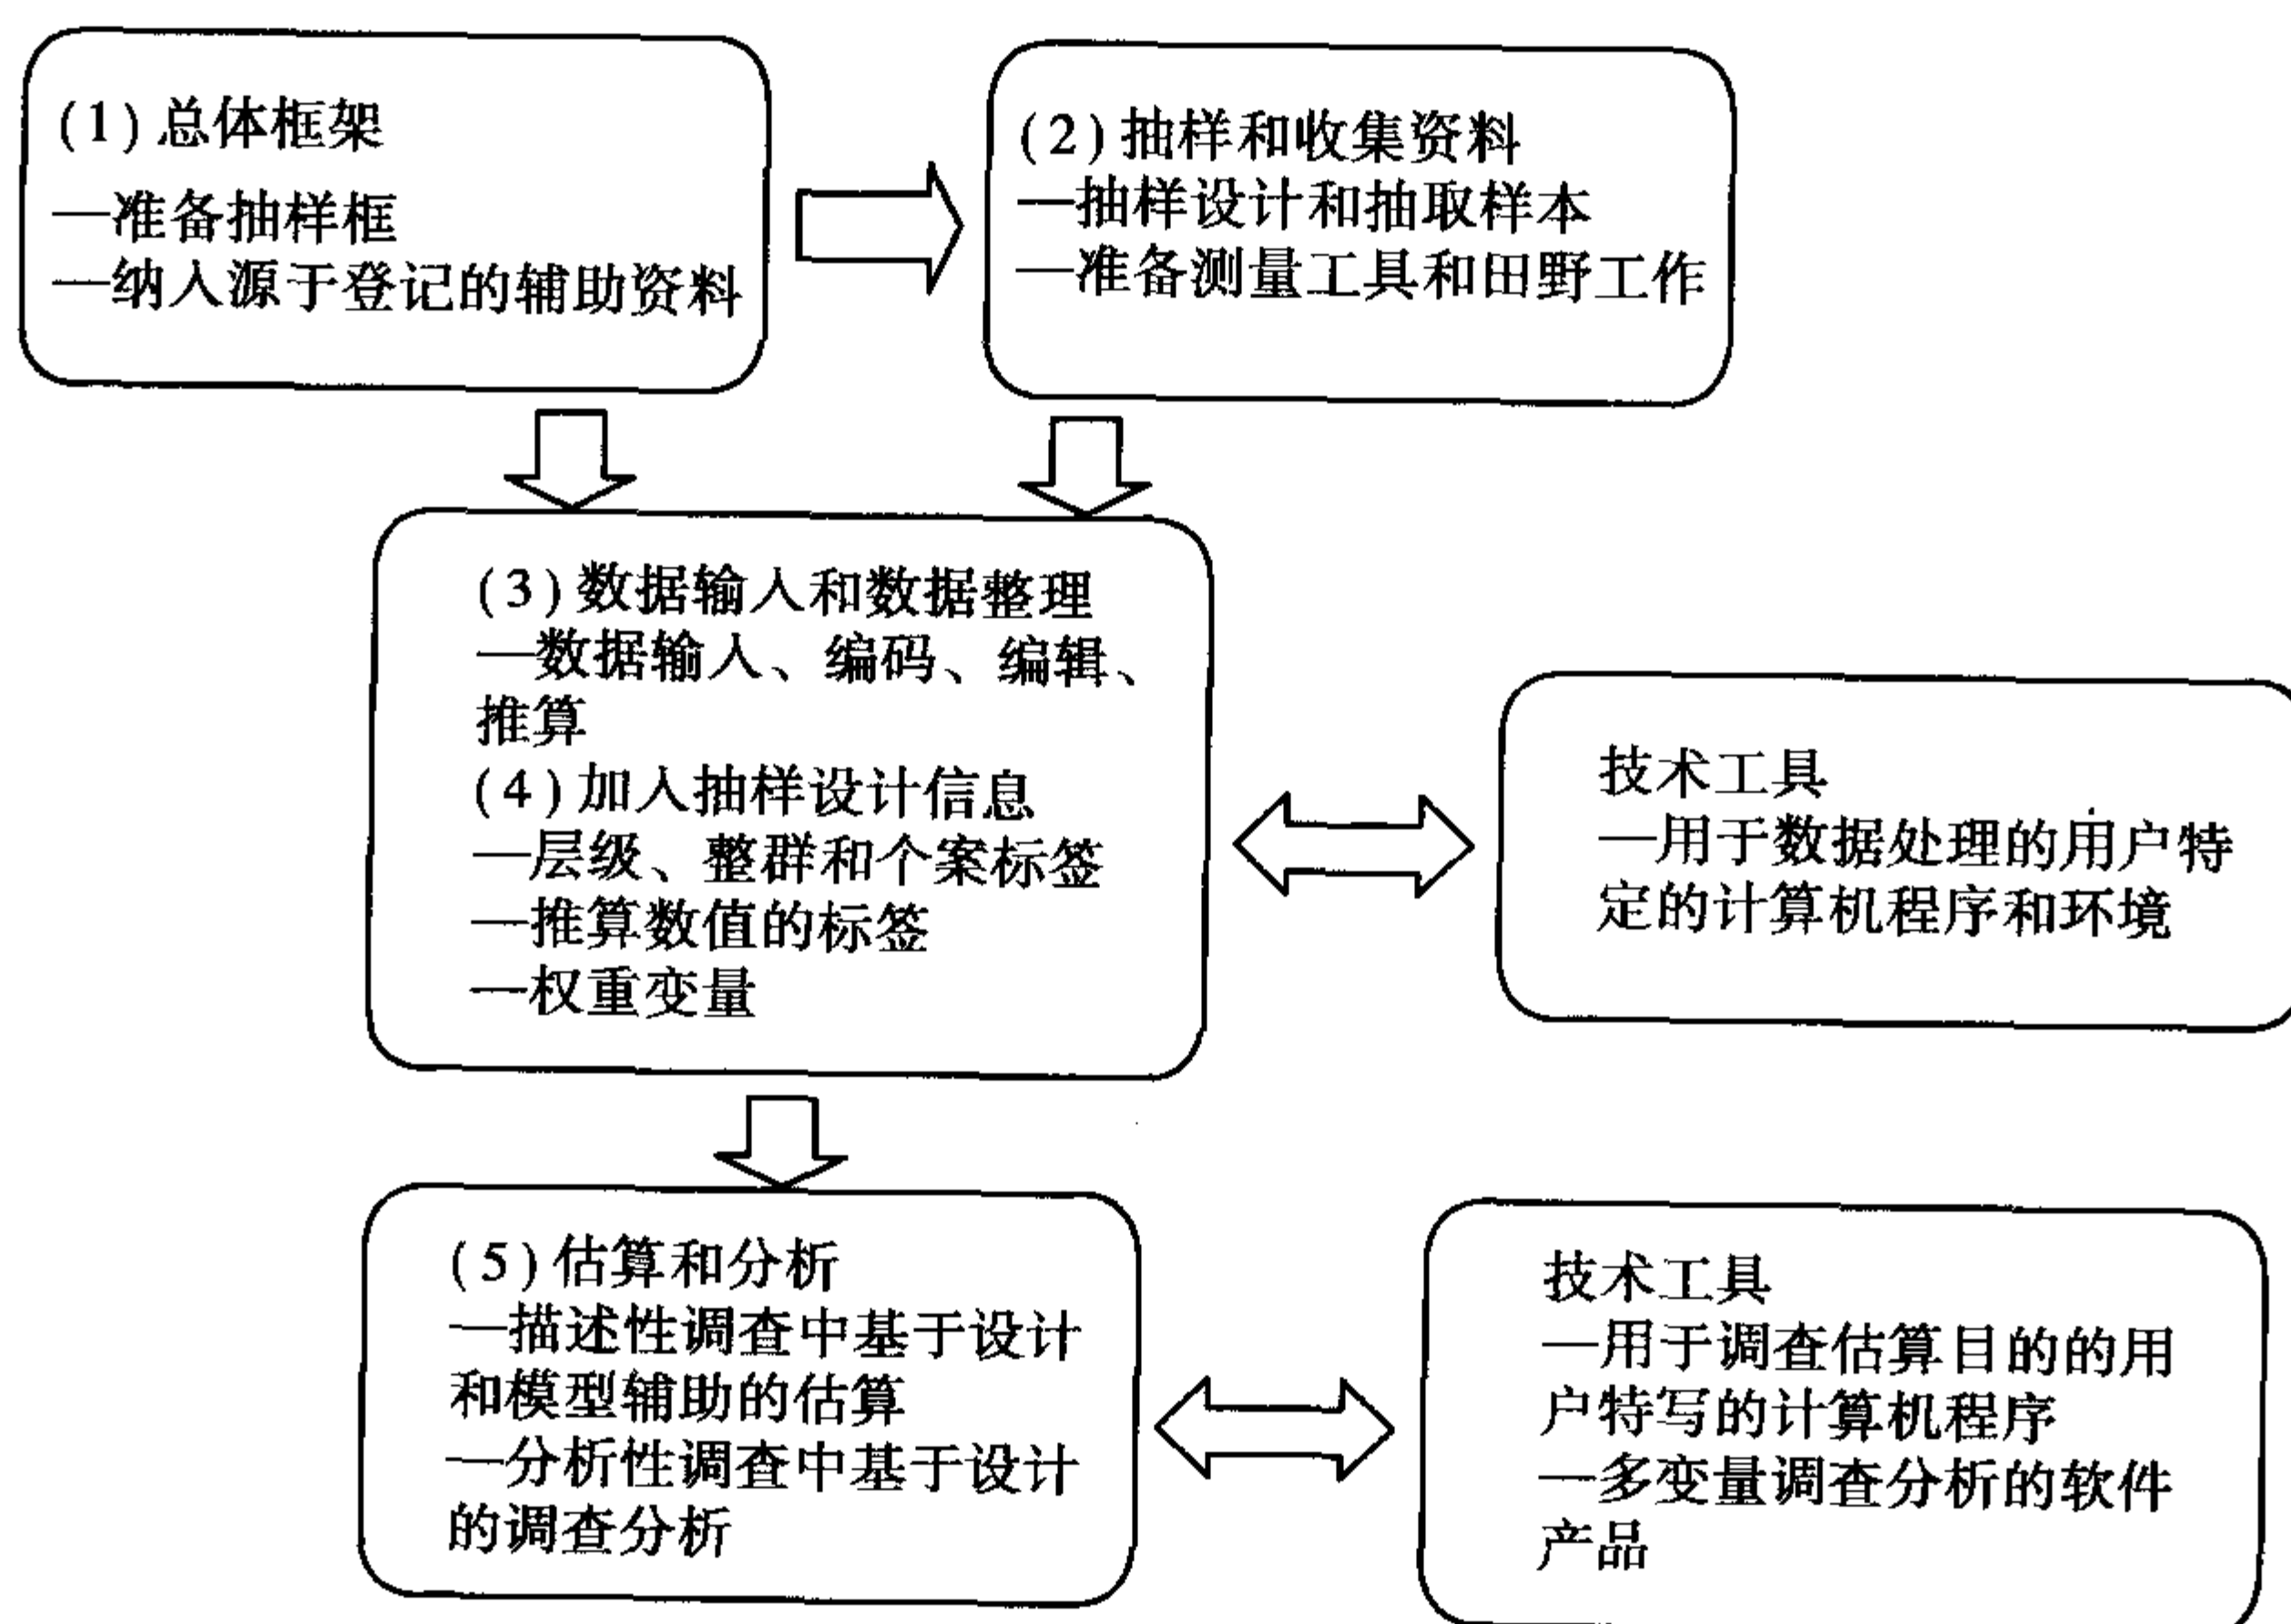 (1)总体框架
—准备抽样框
—纳入源于登记的辅助资料
(2)抽样和收集资料
—抽样设计和抽取样本
—准备测量工具和田野工作
(3)数据输入和数据整理
—数据输入、编码、编辑、
推算
(4)加入抽样设计信息
—层级、整群和个案标签
—推算数值的标签
—权重变量
技术工具
—用于数据处理的用户特
定的计算机程序和环境
(5)估算和分析
—描述性调查中基于设计
和模型辅助的估算
—分析性调查中基于设计
的调查分析
技术工具
—用于调查估算目的的用
户特写的计算机程序
—多变量调查分析的软件
产品